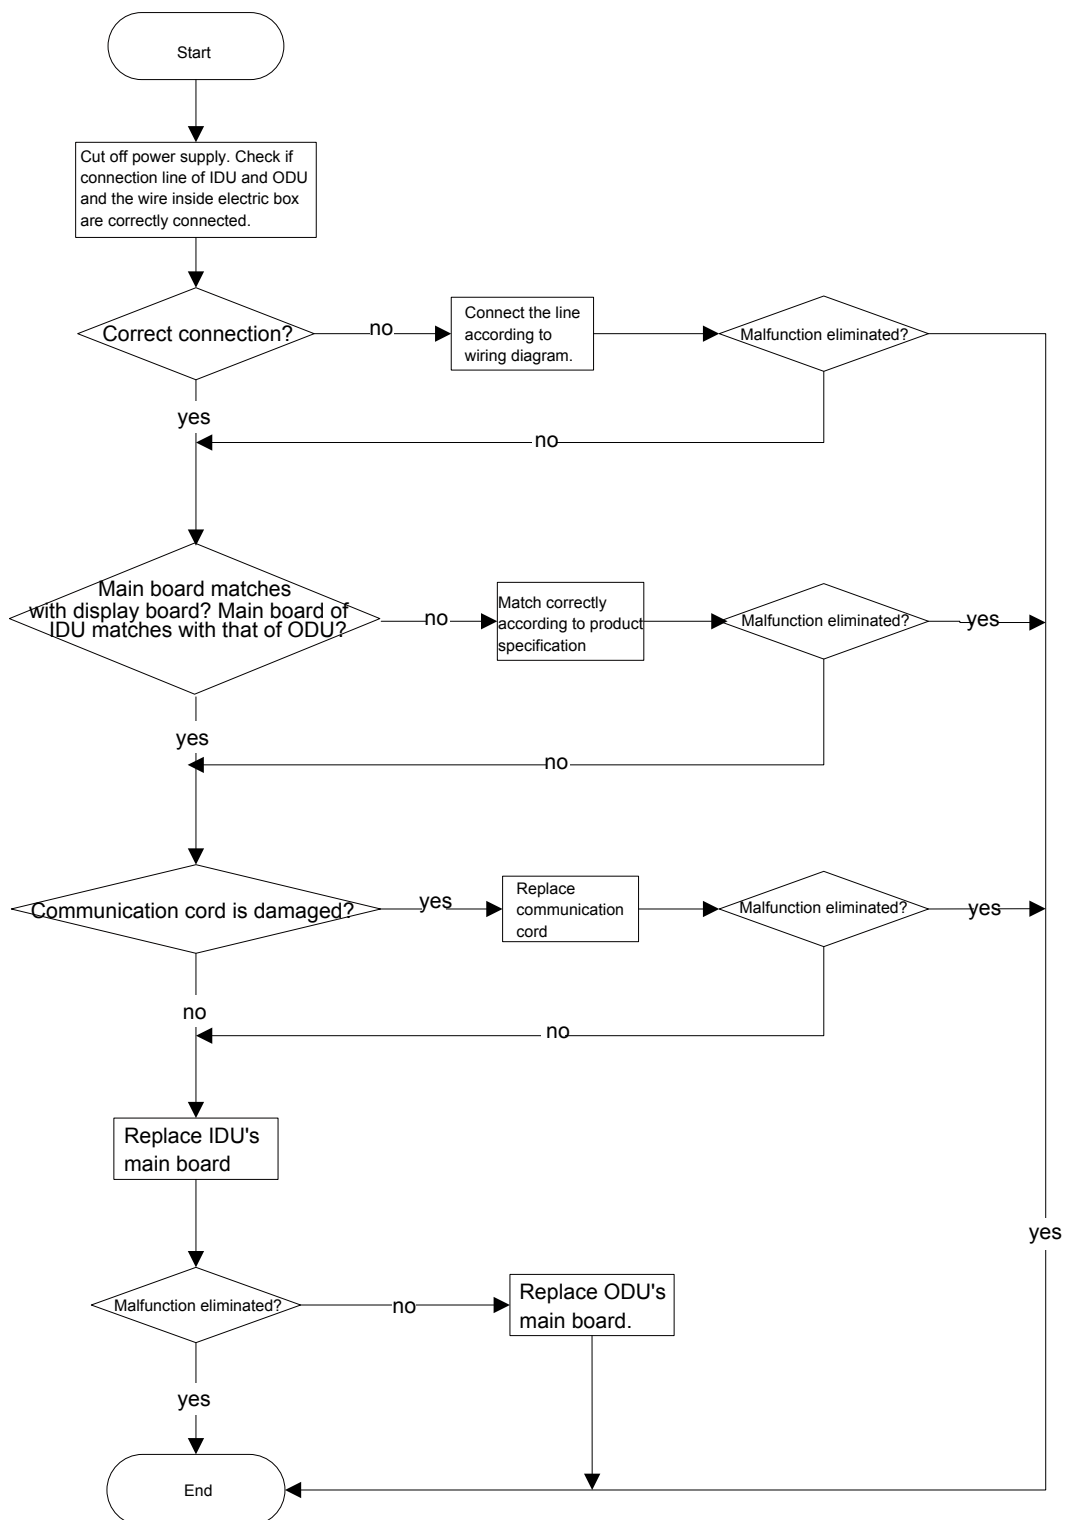 Start
Cut off power supply. Check if
connection line of IDU and ODU
and the wire inside electric box
are correctly connected.
Correct connection?
no
Connect the line
according to
wiring diagram.
Malfunction eliminated?
yes
no
Main board matches
with display board? Main board of
IDU matches with that of ODU?
no
Match correctly
according to product
specification
Malfunction eliminated?
yes
yes
no
Communication cord is damaged?
yes
Replace
communication
cord
Malfunction eliminated?
yes
no
no
Replace IDU's
main board
yes
Malfunction eliminated?
no
Replace ODU's
main board.
yes
End